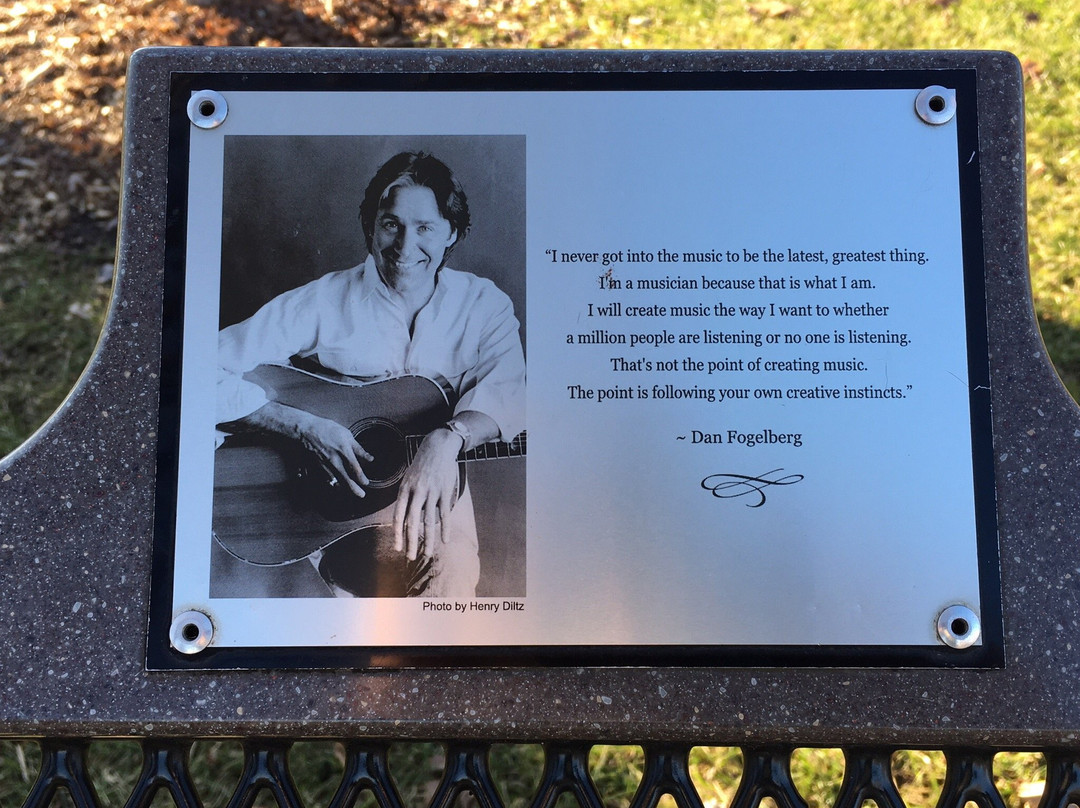 “I never got into the music to be the latest, greatest thing.
I'm a musician because that is what I am.
I will create music the way I want to whether
a million people are listening or no one is listening.
That's not the point of creating music.
The point is following your own creative instincts.”
~ Dan Fogelberg
Photo by Henry Diltz